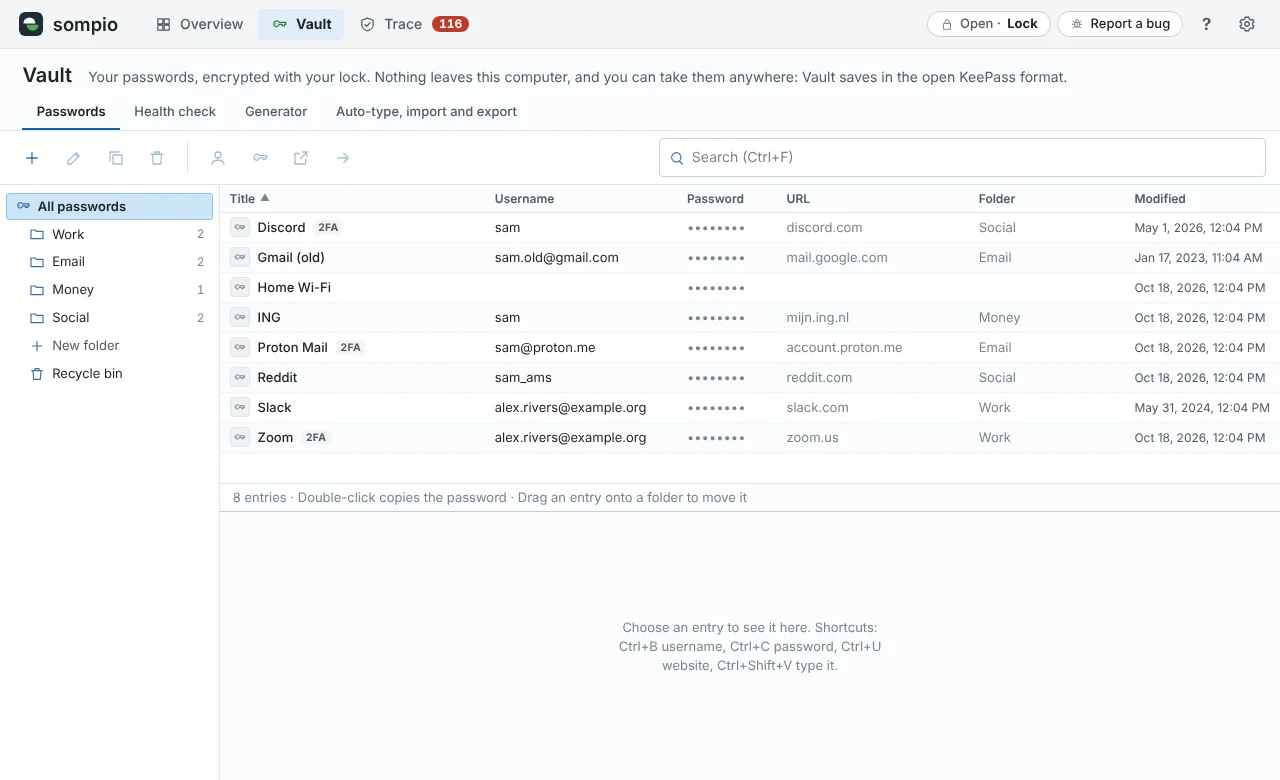 sompio Overview Vault Trace 116 Open · Lock Report a bug ?
Vault Your passwords, encrypted with your lock. Nothing leaves this computer, and you can take them anywhere: Vault saves in the open KeePass format.
Passwords Health check Generator Auto-type, import and export
Search (Ctrl+F)
All passwords
Work 2
Email 2
Money 1
Social 2
New folder
Recycle bin
Title Username Password URL Folder Modified
Discord 2FA sam •••••••• discord.com Social May 1, 2026, 12:04 PM
Gmail (old) sam.old@gmail.com •••••••• mail.google.com Email Jan 17, 2023, 11:04 AM
Home Wi-Fi •••••••• Oct 18, 2026, 12:04 PM
ING sam •••••••• mijn.ing.nl Money Oct 18, 2026, 12:04 PM
Proton Mail 2FA sam@proton.me •••••••• account.proton.me Email Oct 18, 2026, 12:04 PM
Reddit sam_ams •••••••• reddit.com Social Oct 18, 2026, 12:04 PM
Slack alex.rivers@example.org •••••••• slack.com Work May 31, 2024, 12:04 PM
Zoom 2FA alex.rivers@example.org •••••••• zoom.us Work Oct 18, 2026, 12:04 PM
8 entries · Double-click copies the password · Drag an entry onto a folder to move it
Choose an entry to see it here. Shortcuts:
Ctrl+B username, Ctrl+C password, Ctrl+U
website, Ctrl+Shift+V type it.